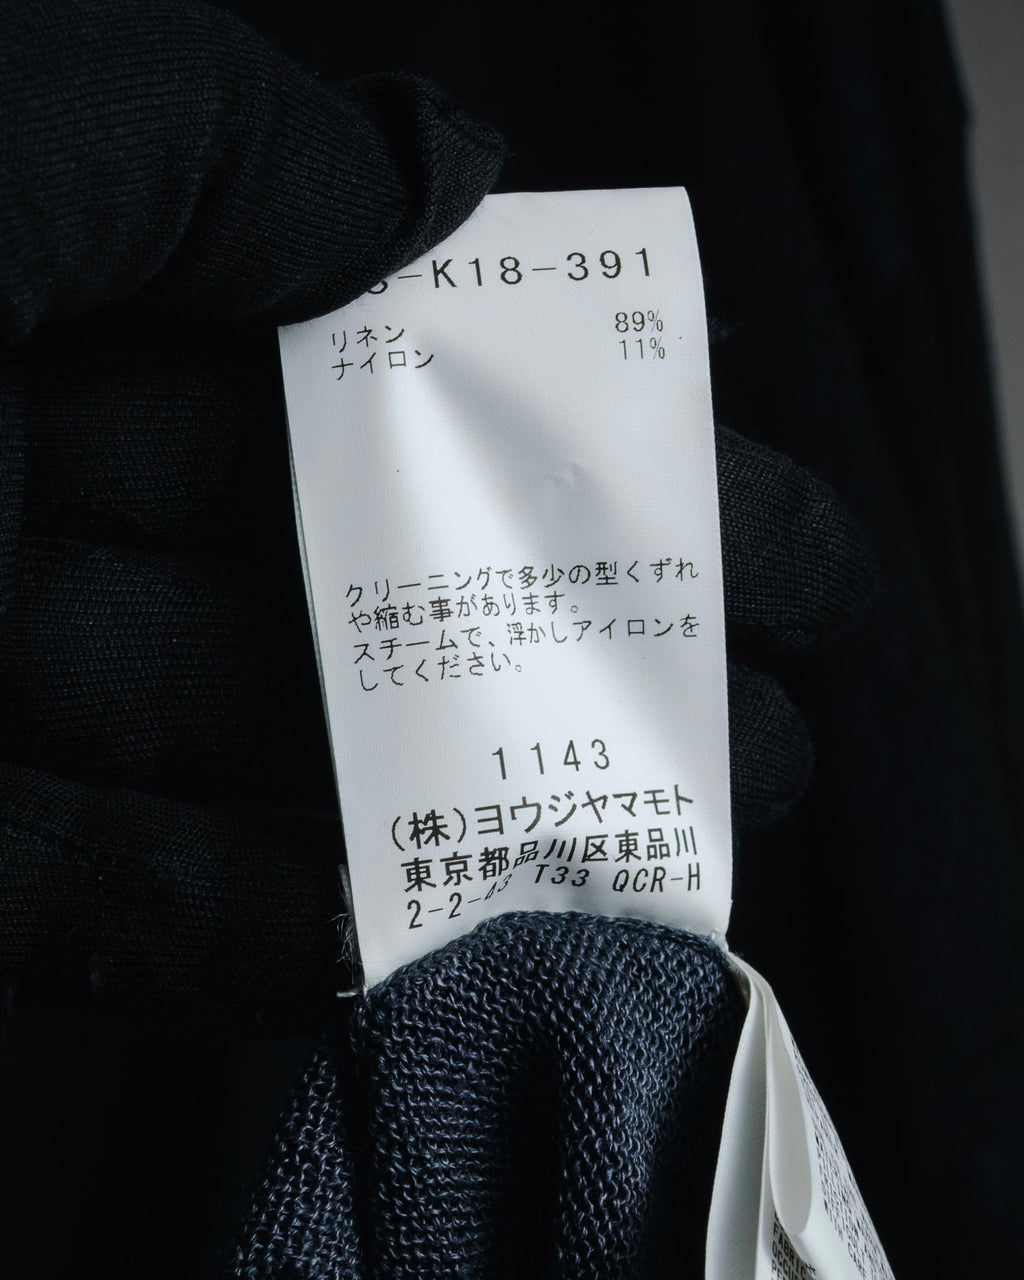 -K18-391
リネン 89%
ナイロン 11%
クリーニングで多少の型くずれ
や縮む事があります。
スチームで、浮かしアイロンを
してください。
1143
(株)ヨウジヤマモト
東京都品川区東品川
2-2-43 T33 QCR-H
FABRIC